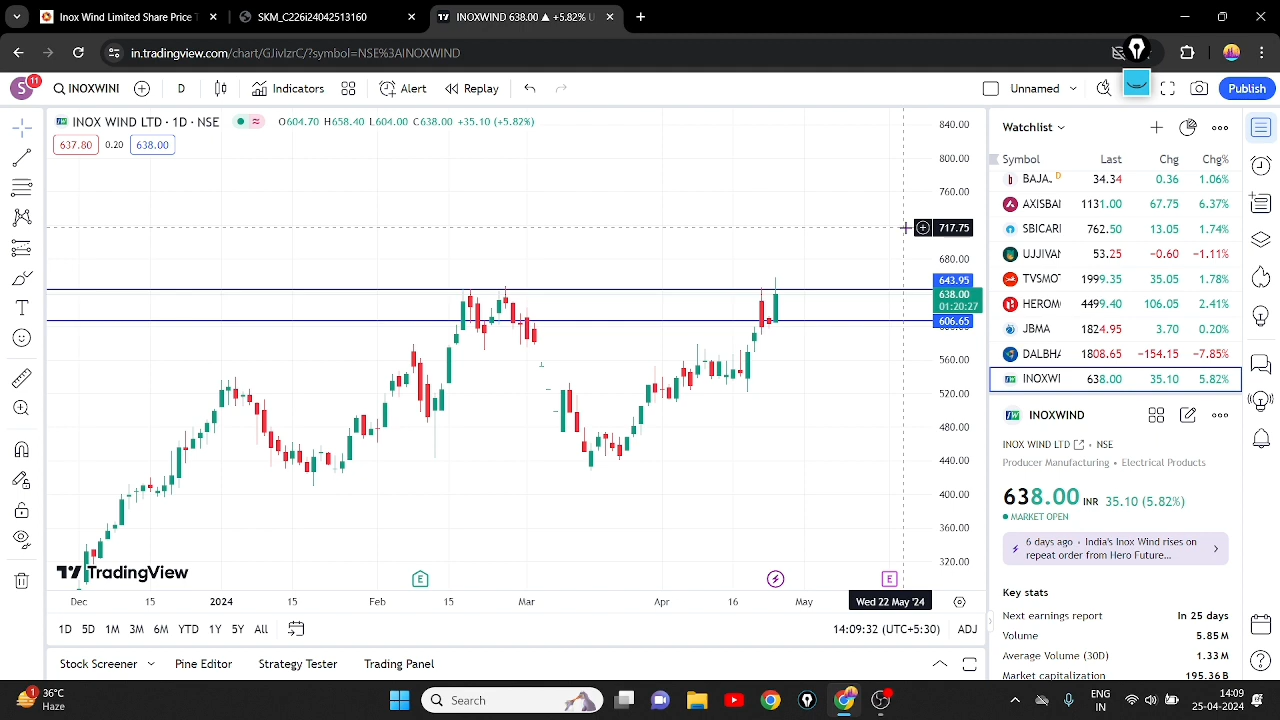 Inox Wind Limited Share Price T
SKM_C226i24042513160
INOXWIND 638.00 ▲ +5.82% U
in.tradingview.com/chart/GJivlzrC/?symbol=NSE%3AINOXWIND
S 11
INOXWINI
D
Indicators
Alert
Replay
Unnamed
Publish
INOX WIND LTD · 1D · NSE
O604.70 H658.40 L604.00 C638.00 +35.10 (+5.82%)
637.80 0.20 638.00
840.00
800.00
760.00
717.75
680.00
643.95
638.00
01:20:27
606.65
560.00
520.00
480.00
440.00
400.00
360.00
320.00
TradingView
E
E
Dec 15 2024 15 Feb 15 Mar Apr 16 May Wed 22 May '24
1D 5D 1M 3M 6M YTD 1Y 5Y All
14:09:32 (UTC+5:30) ADJ
Stock Screener Pine Editor Strategy Tester Trading Panel
Watchlist
Symbol Last Chg Chg%
BAJA.. D 34.34 0.36 1.06%
AXISBAI 1131.00 67.75 6.37%
SBICARI 762.50 13.05 1.74%
UJJIVAI 53.25 −0.60 −1.11%
TVSMO 1999.35 35.05 1.78%
HEROM 4499.40 106.05 2.41%
JBMA 1824.95 3.70 0.20%
DALBHA 1808.65 −154.15 −7.85%
INOXWI 638.00 35.10 5.82%
INOXWIND
INOX WIND LTD · NSE
Producer Manufacturing · Electrical Products
638.00 INR 35.10 (5.82%)
MARKET OPEN
6 days ago · India's Inox Wind rises on
repeat order from Hero Future...
Key stats
Next earnings report In 25 days
Volume 5.85 M
Average Volume (30D) 1.33 M
Market capitalization 195.36 B
1
36°C
Haze
Search
ENG
IN
14:09
25-04-2024